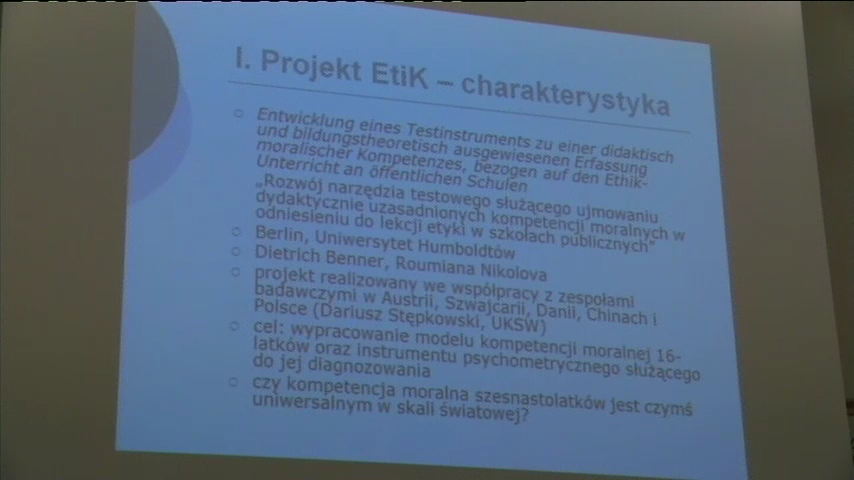 I. Projekt EtiK – charakterystyka
Entwicklung eines Testinstruments zu einer didaktisch
und bildungstheoretisch ausgewiesenen Erfassung
moralischer Kompetenzes, bezogen auf den Ethik-
Unterricht an öffentlichen Schulen
„Rozwój narzędzia testowego służącego ujmowaniu
dydaktycznie uzasadnionych kompetencji moralnych w
odniesieniu do lekcji etyki w szkołach publicznych"
Berlin, Uniwersytet Humboldtów
Dietrich Benner, Roumiana Nikolova
projekt realizowany we współpracy z zespołami
badawczymi w Austrii, Szwajcarii, Danii, Chinach i
Polsce (Dariusz Stępkowski, UKSW)
cel: wypracowanie modelu kompetencji moralnej 16-
latków oraz instrumentu psychometrycznego służącego
do jej diagnozowania
czy kompetencja moralna szesnastolatków jest czymś
uniwersalnym w skali światowej?